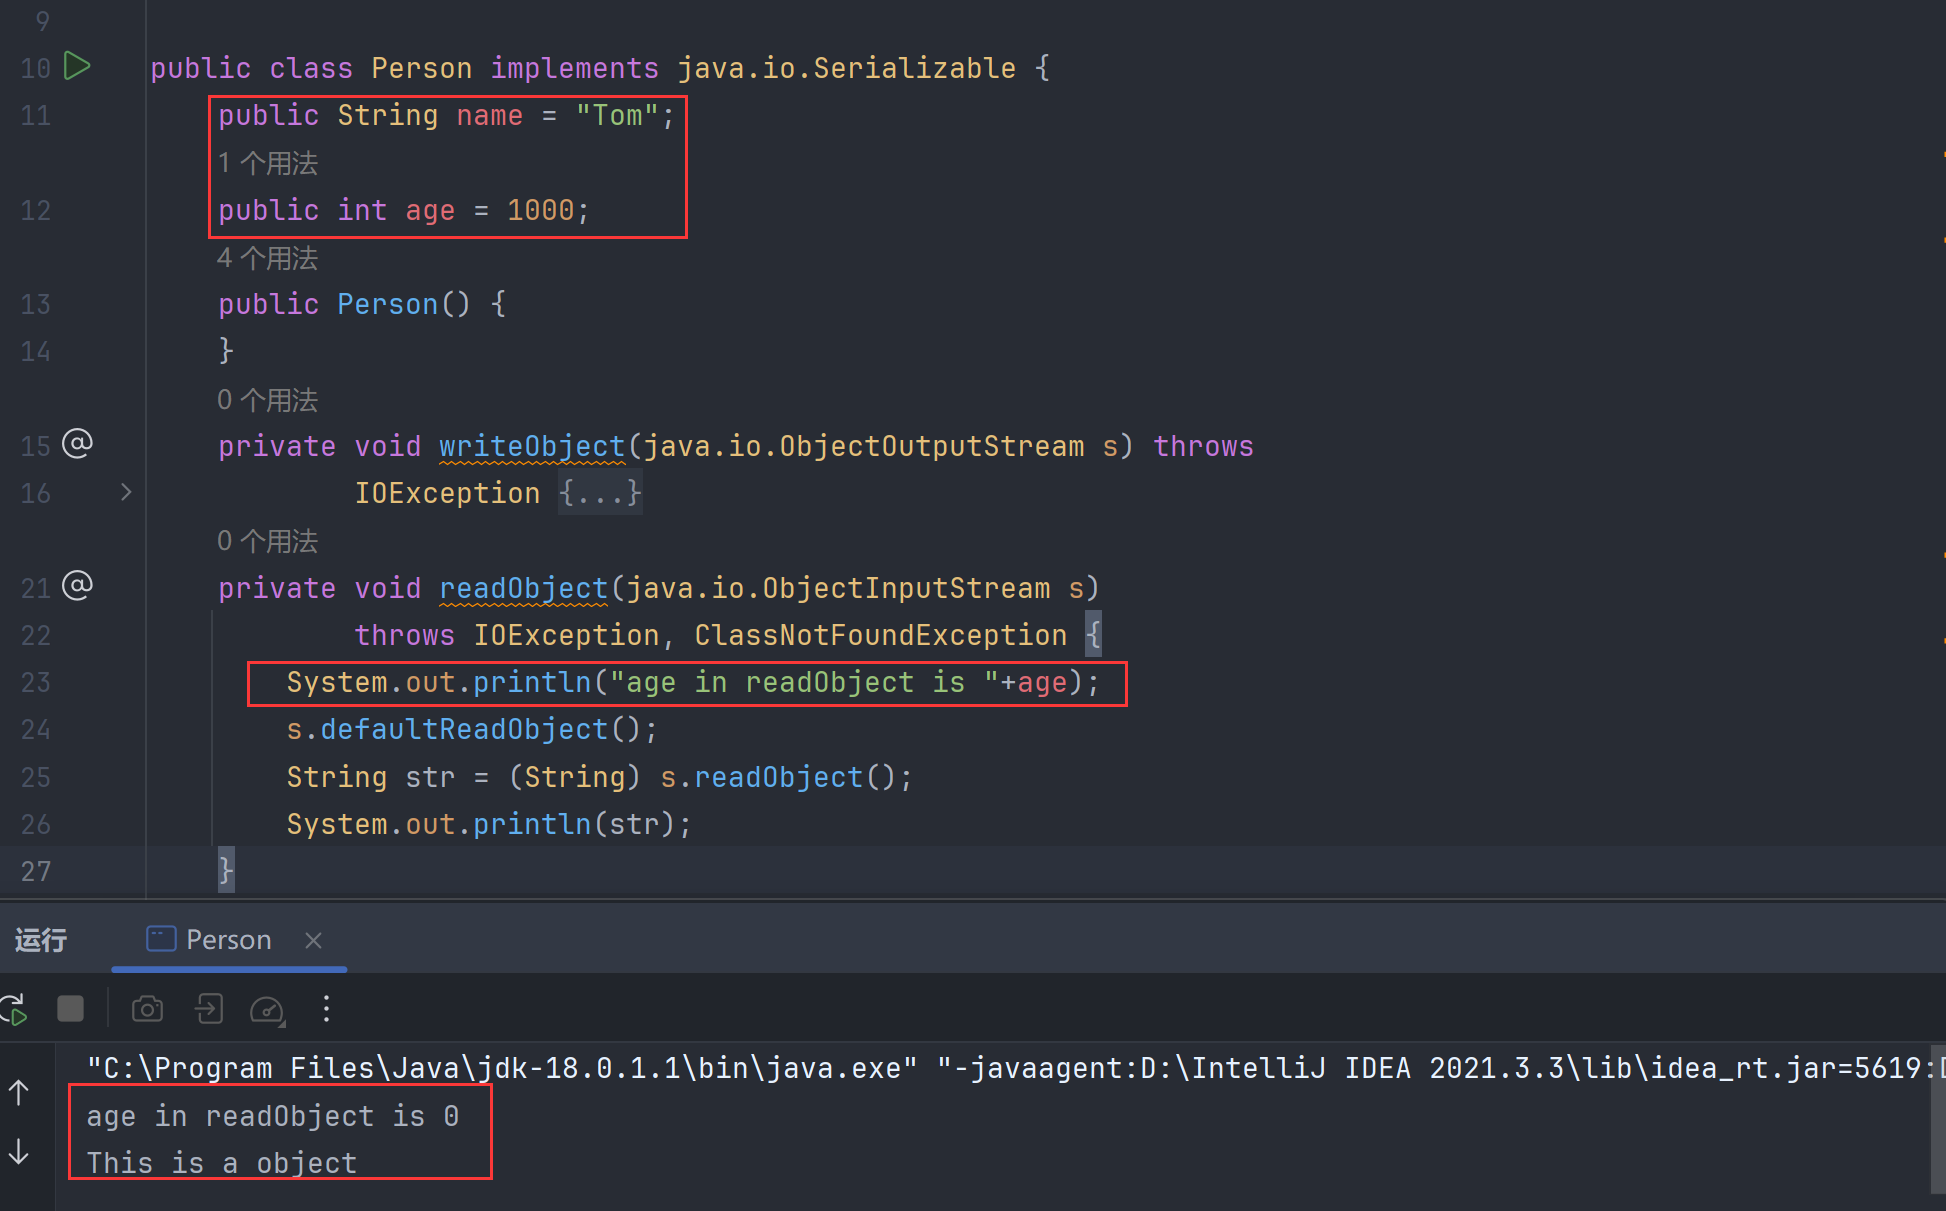 9
10 public class Person implements java.io.Serializable {
11 public String name = "Tom";
1 个用法
12 public int age = 1000;
4 个用法
13 public Person() {
14 }
0 个用法
15 @ private void writeObject(java.io.ObjectOutputStream s) throws
16 IOException {...}
0 个用法
21 @ private void readObject(java.io.ObjectInputStream s)
22 throws IOException, ClassNotFoundException {
23 System.out.println("age in readObject is "+age);
24 s.defaultReadObject();
25 String str = (String) s.readObject();
26 System.out.println(str);
27 }
运行 Person
"C:\Program Files\Java\jdk-18.0.1.1\bin\java.exe" "-javaagent:D:\IntelliJ IDEA 2021.3.3\lib\idea_rt.jar=5619:
age in readObject is 0
This is a object